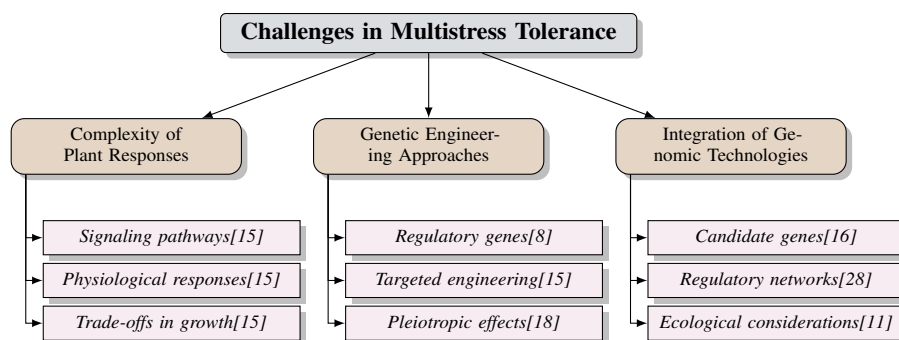 Challenges in Multistress Tolerance
Complexity of
Plant Responses
Signaling pathways[15]
Physiological responses[15]
Trade-offs in growth[15]
Genetic Engineer-
ing Approaches
Regulatory genes[8]
Targeted engineering[15]
Pleiotropic effects[18]
Integration of Ge-
nomic Technologies
Candidate genes[16]
Regulatory networks[28]
Ecological considerations[11]